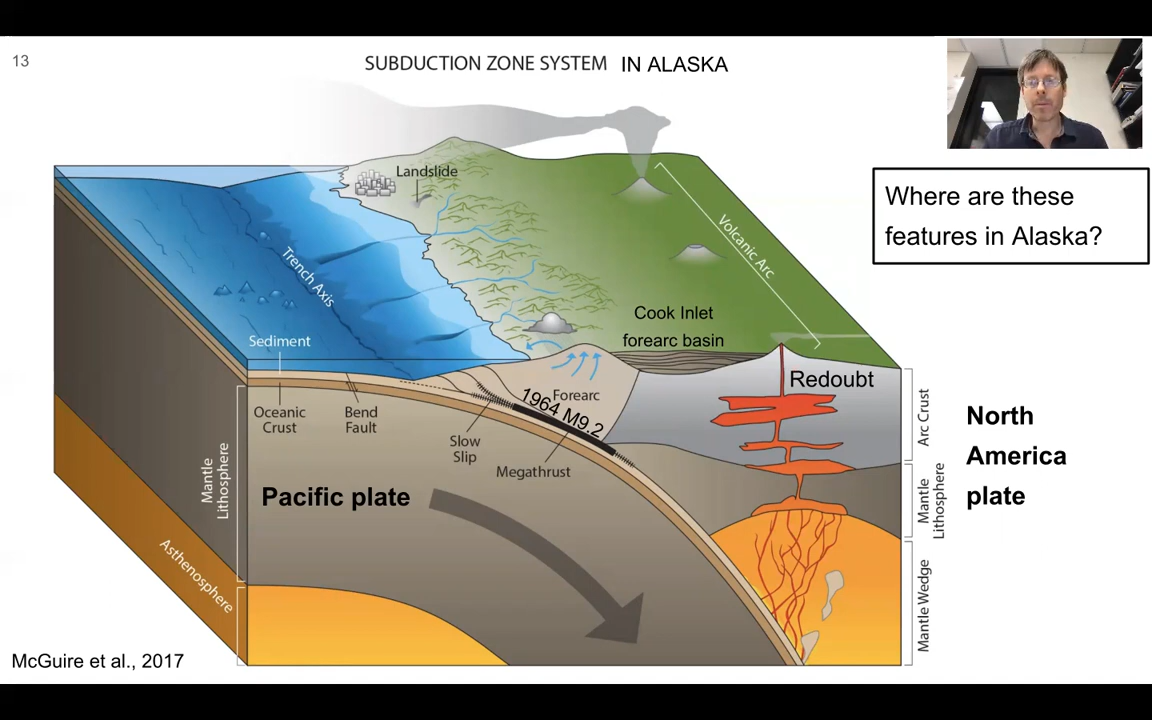 13
SUBDUCTION ZONE SYSTEM IN ALASKA
Where are these
features in Alaska?
Landslide
Volcanic Arc
Trench Axis
Cook Inlet
forearc basin
Sediment
Redoubt
Oceanic
Crust
Bend
Fault
Forearc
1964 M9.2
Slow
Slip
Megathrust
Arc Crust
North
America
plate
Mantle
Lithosphere
Pacific plate
Mantle
Lithosphere
Asthenosphere
Mantle Wedge
McGuire et al., 2017